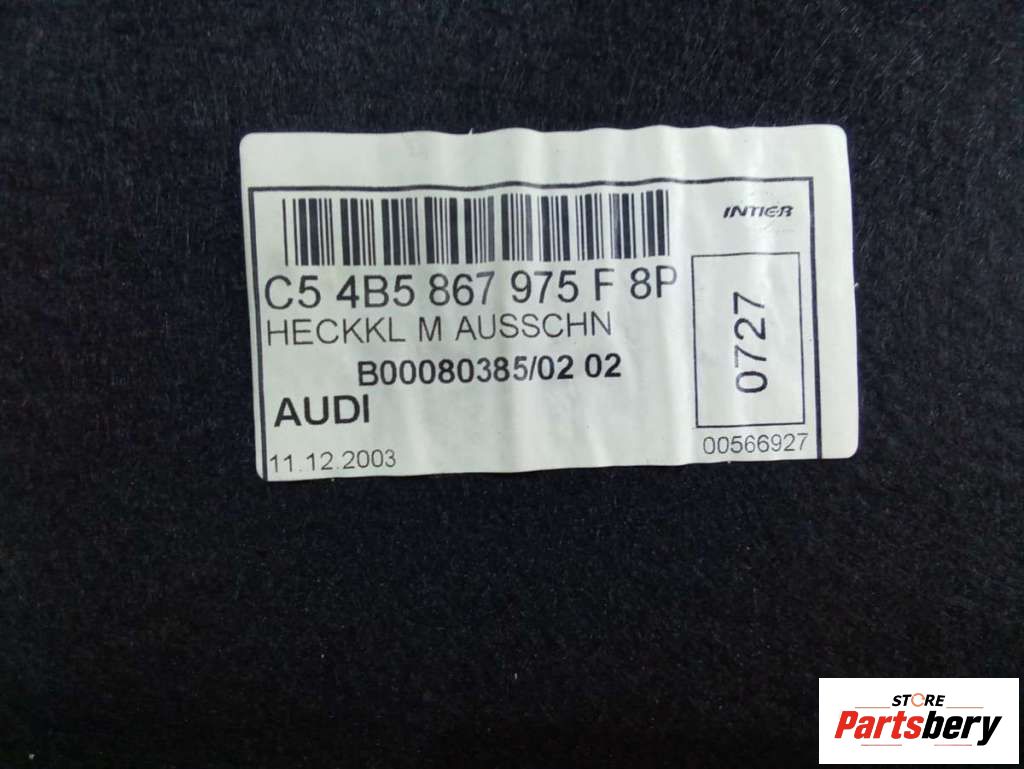 INTIER
C5 4B5 867 975 F 8P
HECKKL M AUSSCHN
B00080385/02 02
AUDI
11.12.2003
0727
00566927
STORE
Partsbery